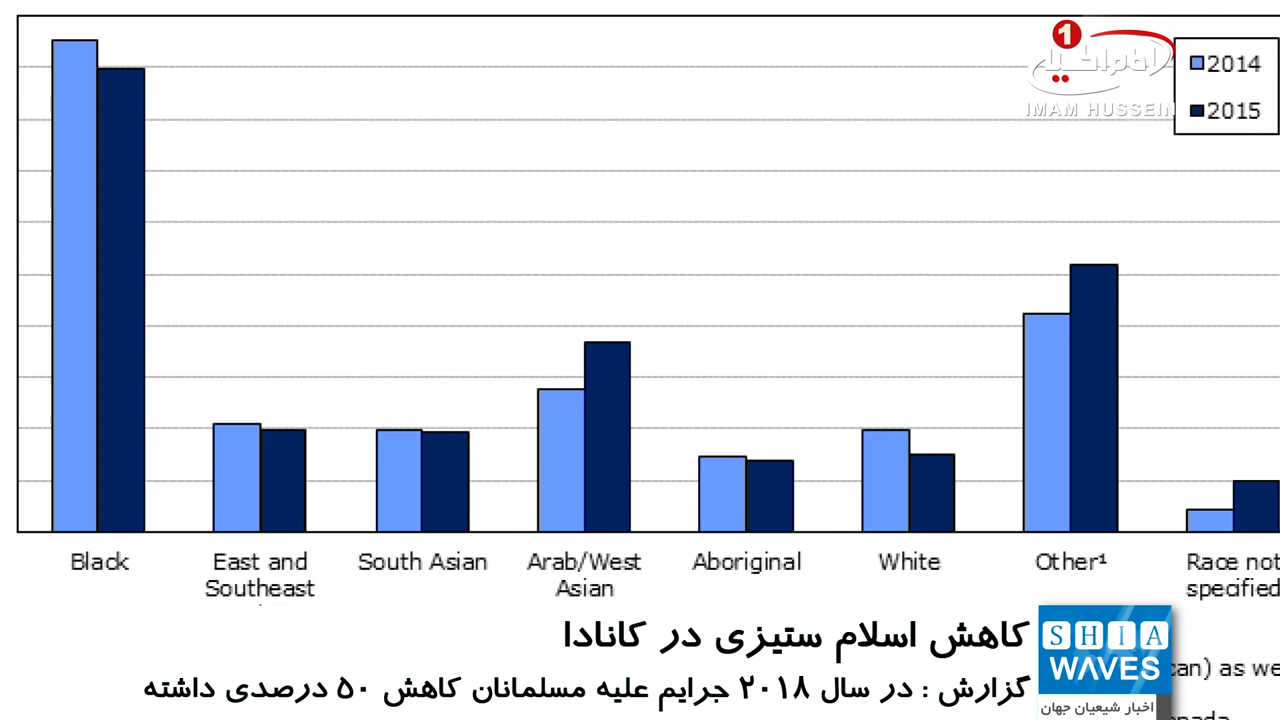 1
IMAM HUSSEIN
2014
2015
Black
East and
Southeast
South Asian
Arab/West
Asian
Aboriginal
White
Other¹
Race not
specified
کاهش اسلام ستیزی در کانادا
گزارش : در سال ۲۰۱۸ جرایم علیه مسلمانان کاهش ۵۰ درصدی داشته
SHIA
WAVES
اخبار شیعیان جهان
can) as we